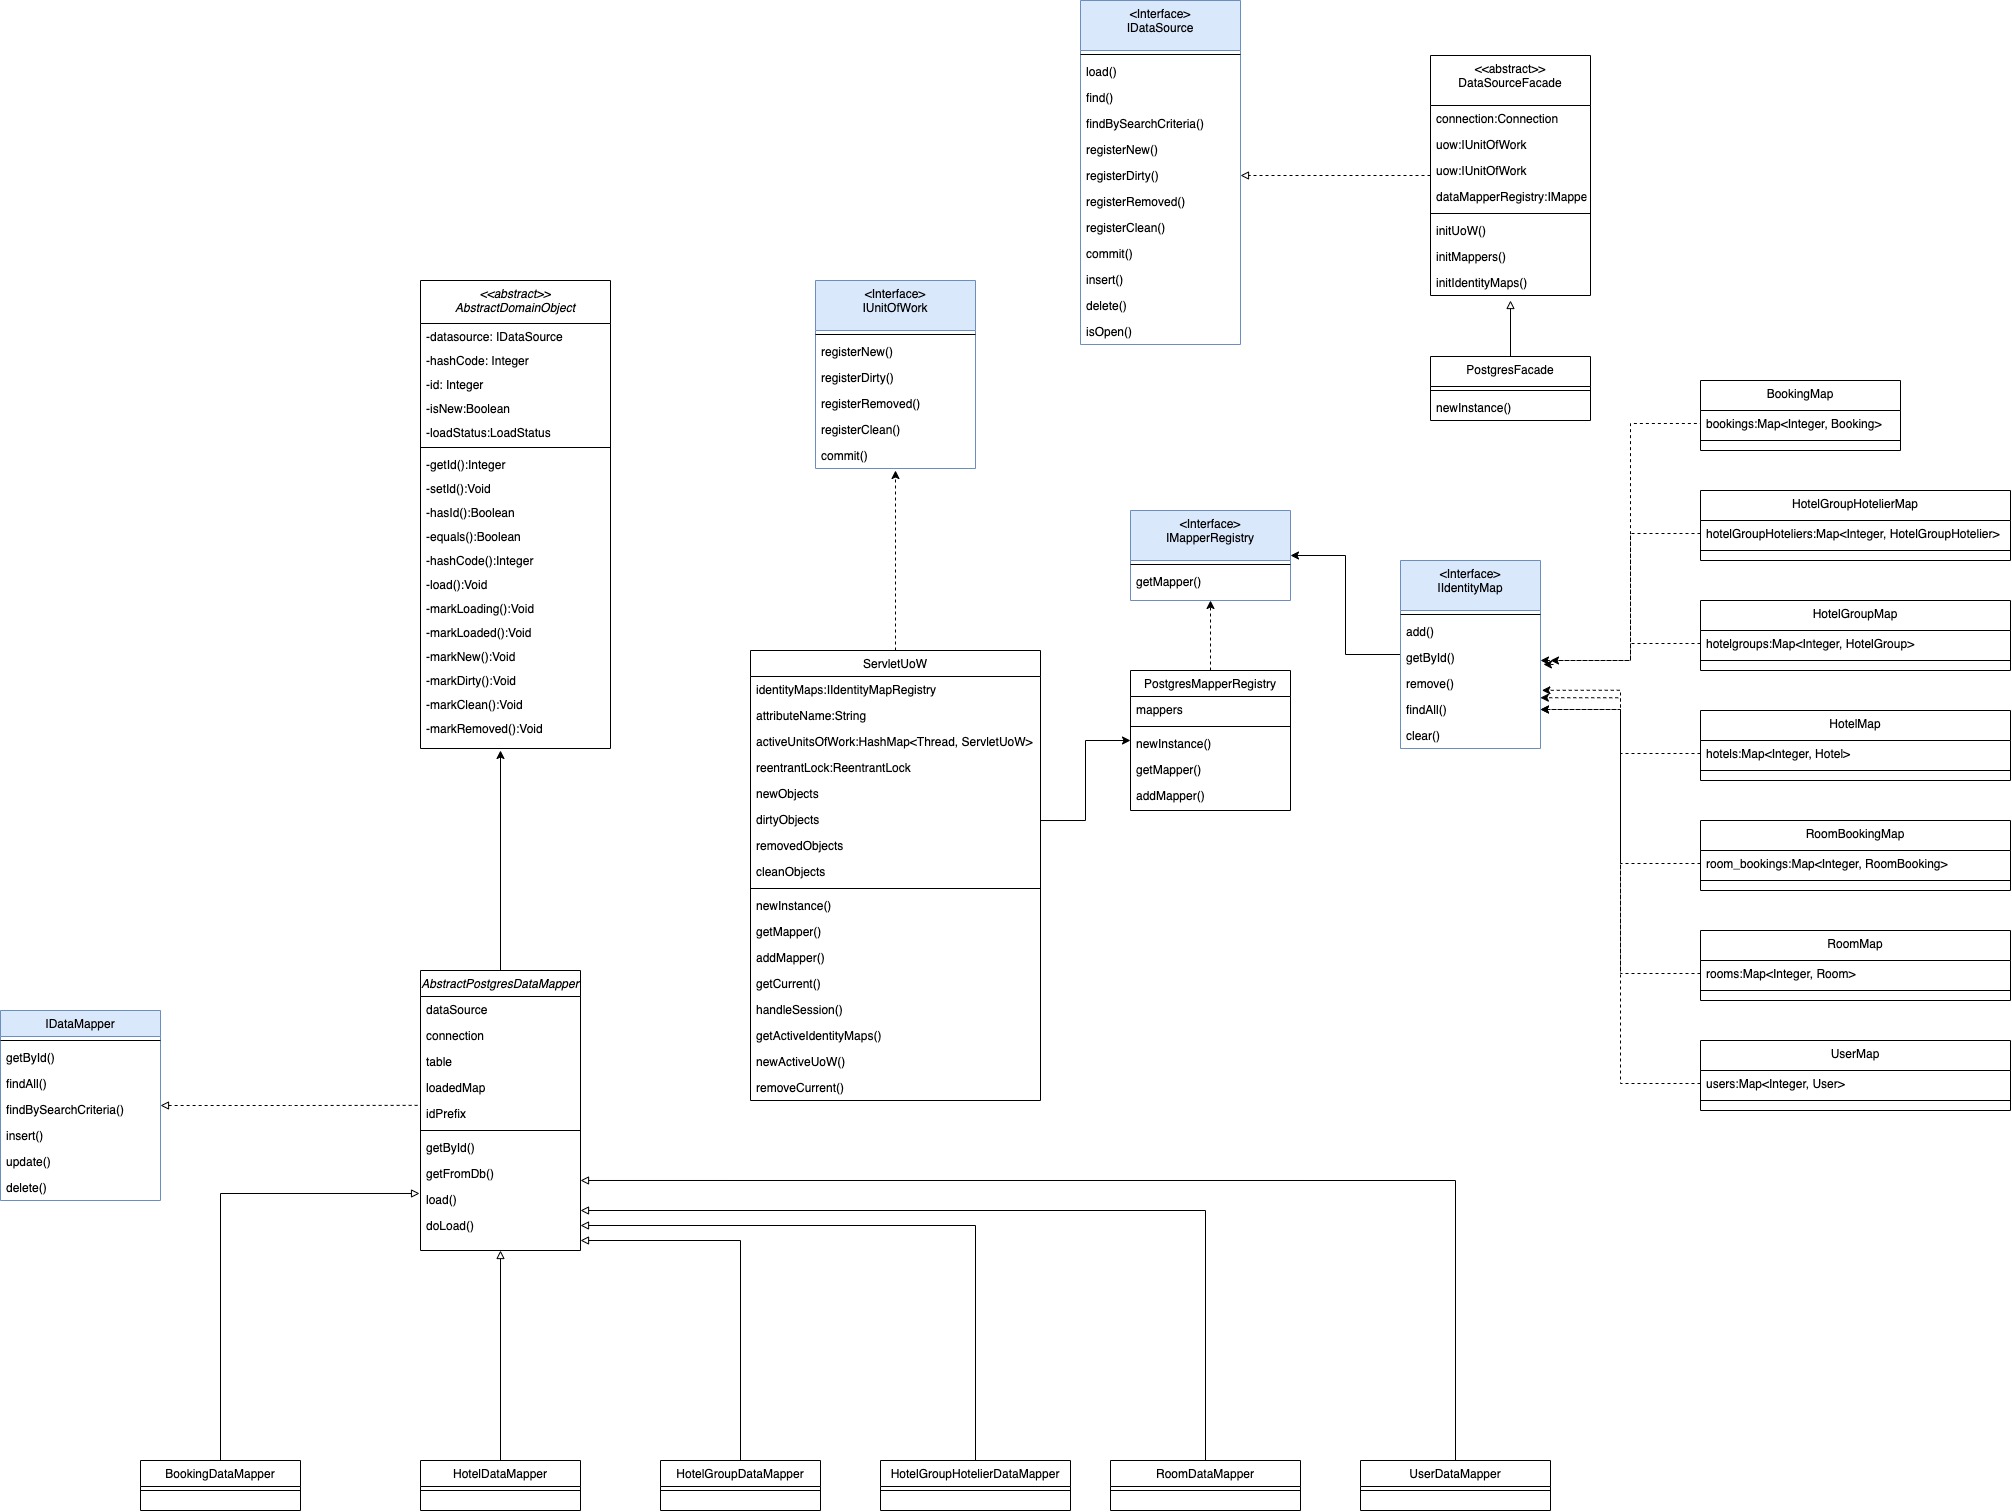 <Interface>
IDataSource
load()
find()
findBySearchCriteria()
registerNew()
registerDirty()
registerRemoved()
registerClean()
commit()
insert()
delete()
isOpen()
<<abstract>>
DataSourceFacade
connection:Connection
uow:IUnitOfWork
uow:IUnitOfWork
dataMapperRegistry:IMappe
initUoW()
initMappers()
initIdentityMaps()
PostgresFacade
newInstance()
<<abstract>>
AbstractDomainObject
-datasource: IDataSource
-hashCode: Integer
-id: Integer
-isNew:Boolean
-loadStatus:LoadStatus
-getId():Integer
-setId():Void
-hasId():Boolean
-equals():Boolean
-hashCode():Integer
-load():Void
-markLoading():Void
-markLoaded():Void
-markNew():Void
-markDirty():Void
-markClean():Void
-markRemoved():Void
<Interface>
IUnitOfWork
registerNew()
registerDirty()
registerRemoved()
registerClean()
commit()
<Interface>
IMapperRegistry
getMapper()
<Interface>
IIdentityMap
add()
getById()
remove()
findAll()
clear()
BookingMap
bookings:Map<Integer, Booking>
HotelGroupHotelierMap
hotelGroupHoteliers:Map<Integer, HotelGroupHotelier>
HotelGroupMap
hotelgroups:Map<Integer, HotelGroup>
HotelMap
hotels:Map<Integer, Hotel>
RoomBookingMap
room_bookings:Map<Integer, RoomBooking>
RoomMap
rooms:Map<Integer, Room>
UserMap
users:Map<Integer, User>
ServletUoW
identityMaps:IIdentityMapRegistry
attributeName:String
activeUnitsOfWork:HashMap<Thread, ServletUoW>
reentrantLock:ReentrantLock
newObjects
dirtyObjects
removedObjects
cleanObjects
newInstance()
getMapper()
addMapper()
getCurrent()
handleSession()
getActiveIdentityMaps()
newActiveUoW()
removeCurrent()
PostgresMapperRegistry
mappers
newInstance()
getMapper()
addMapper()
AbstractPostgresDataMapper
dataSource
connection
table
loadedMap
idPrefix
getById()
getFromDb()
load()
doLoad()
IDataMapper
getById()
findAll()
findBySearchCriteria()
insert()
update()
delete()
BookingDataMapper
HotelDataMapper
HotelGroupDataMapper
HotelGroupHotelierDataMapper
RoomDataMapper
UserDataMapper